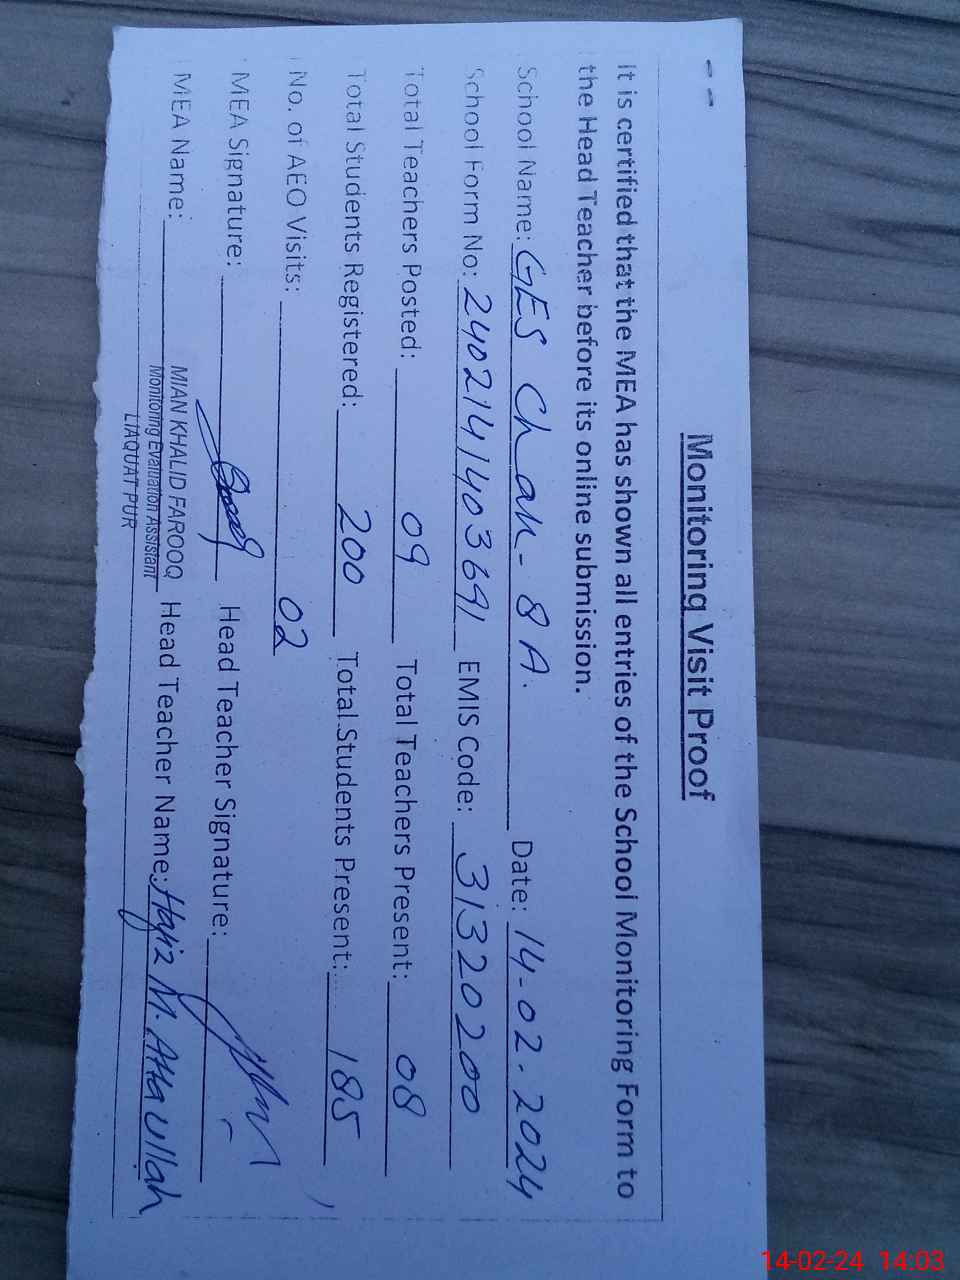 Monitoring Visit Proof
It is certified that the MEA has shown all entries of the School Monitoring Form to
the Head Teacher before its online submission.
School Name: GES Chak-8A. Date: 14-02-2024
School Form No: 24021414036 91 EMIS Code: 31320200
Total Teachers Posted: 09 Total Teachers Present: 08
Total Students Registered: 200 Total Students Present: 185
No. of AEO Visits: 02
MEA Signature: Head Teacher Signature:
MEA Name: MIAN KHALID FAROOQ Head Teacher Name: Hafiz M. Atta ullah
Monitoring Evaluation Assistant
LIAQUAT PUR
14-02-24 14:03